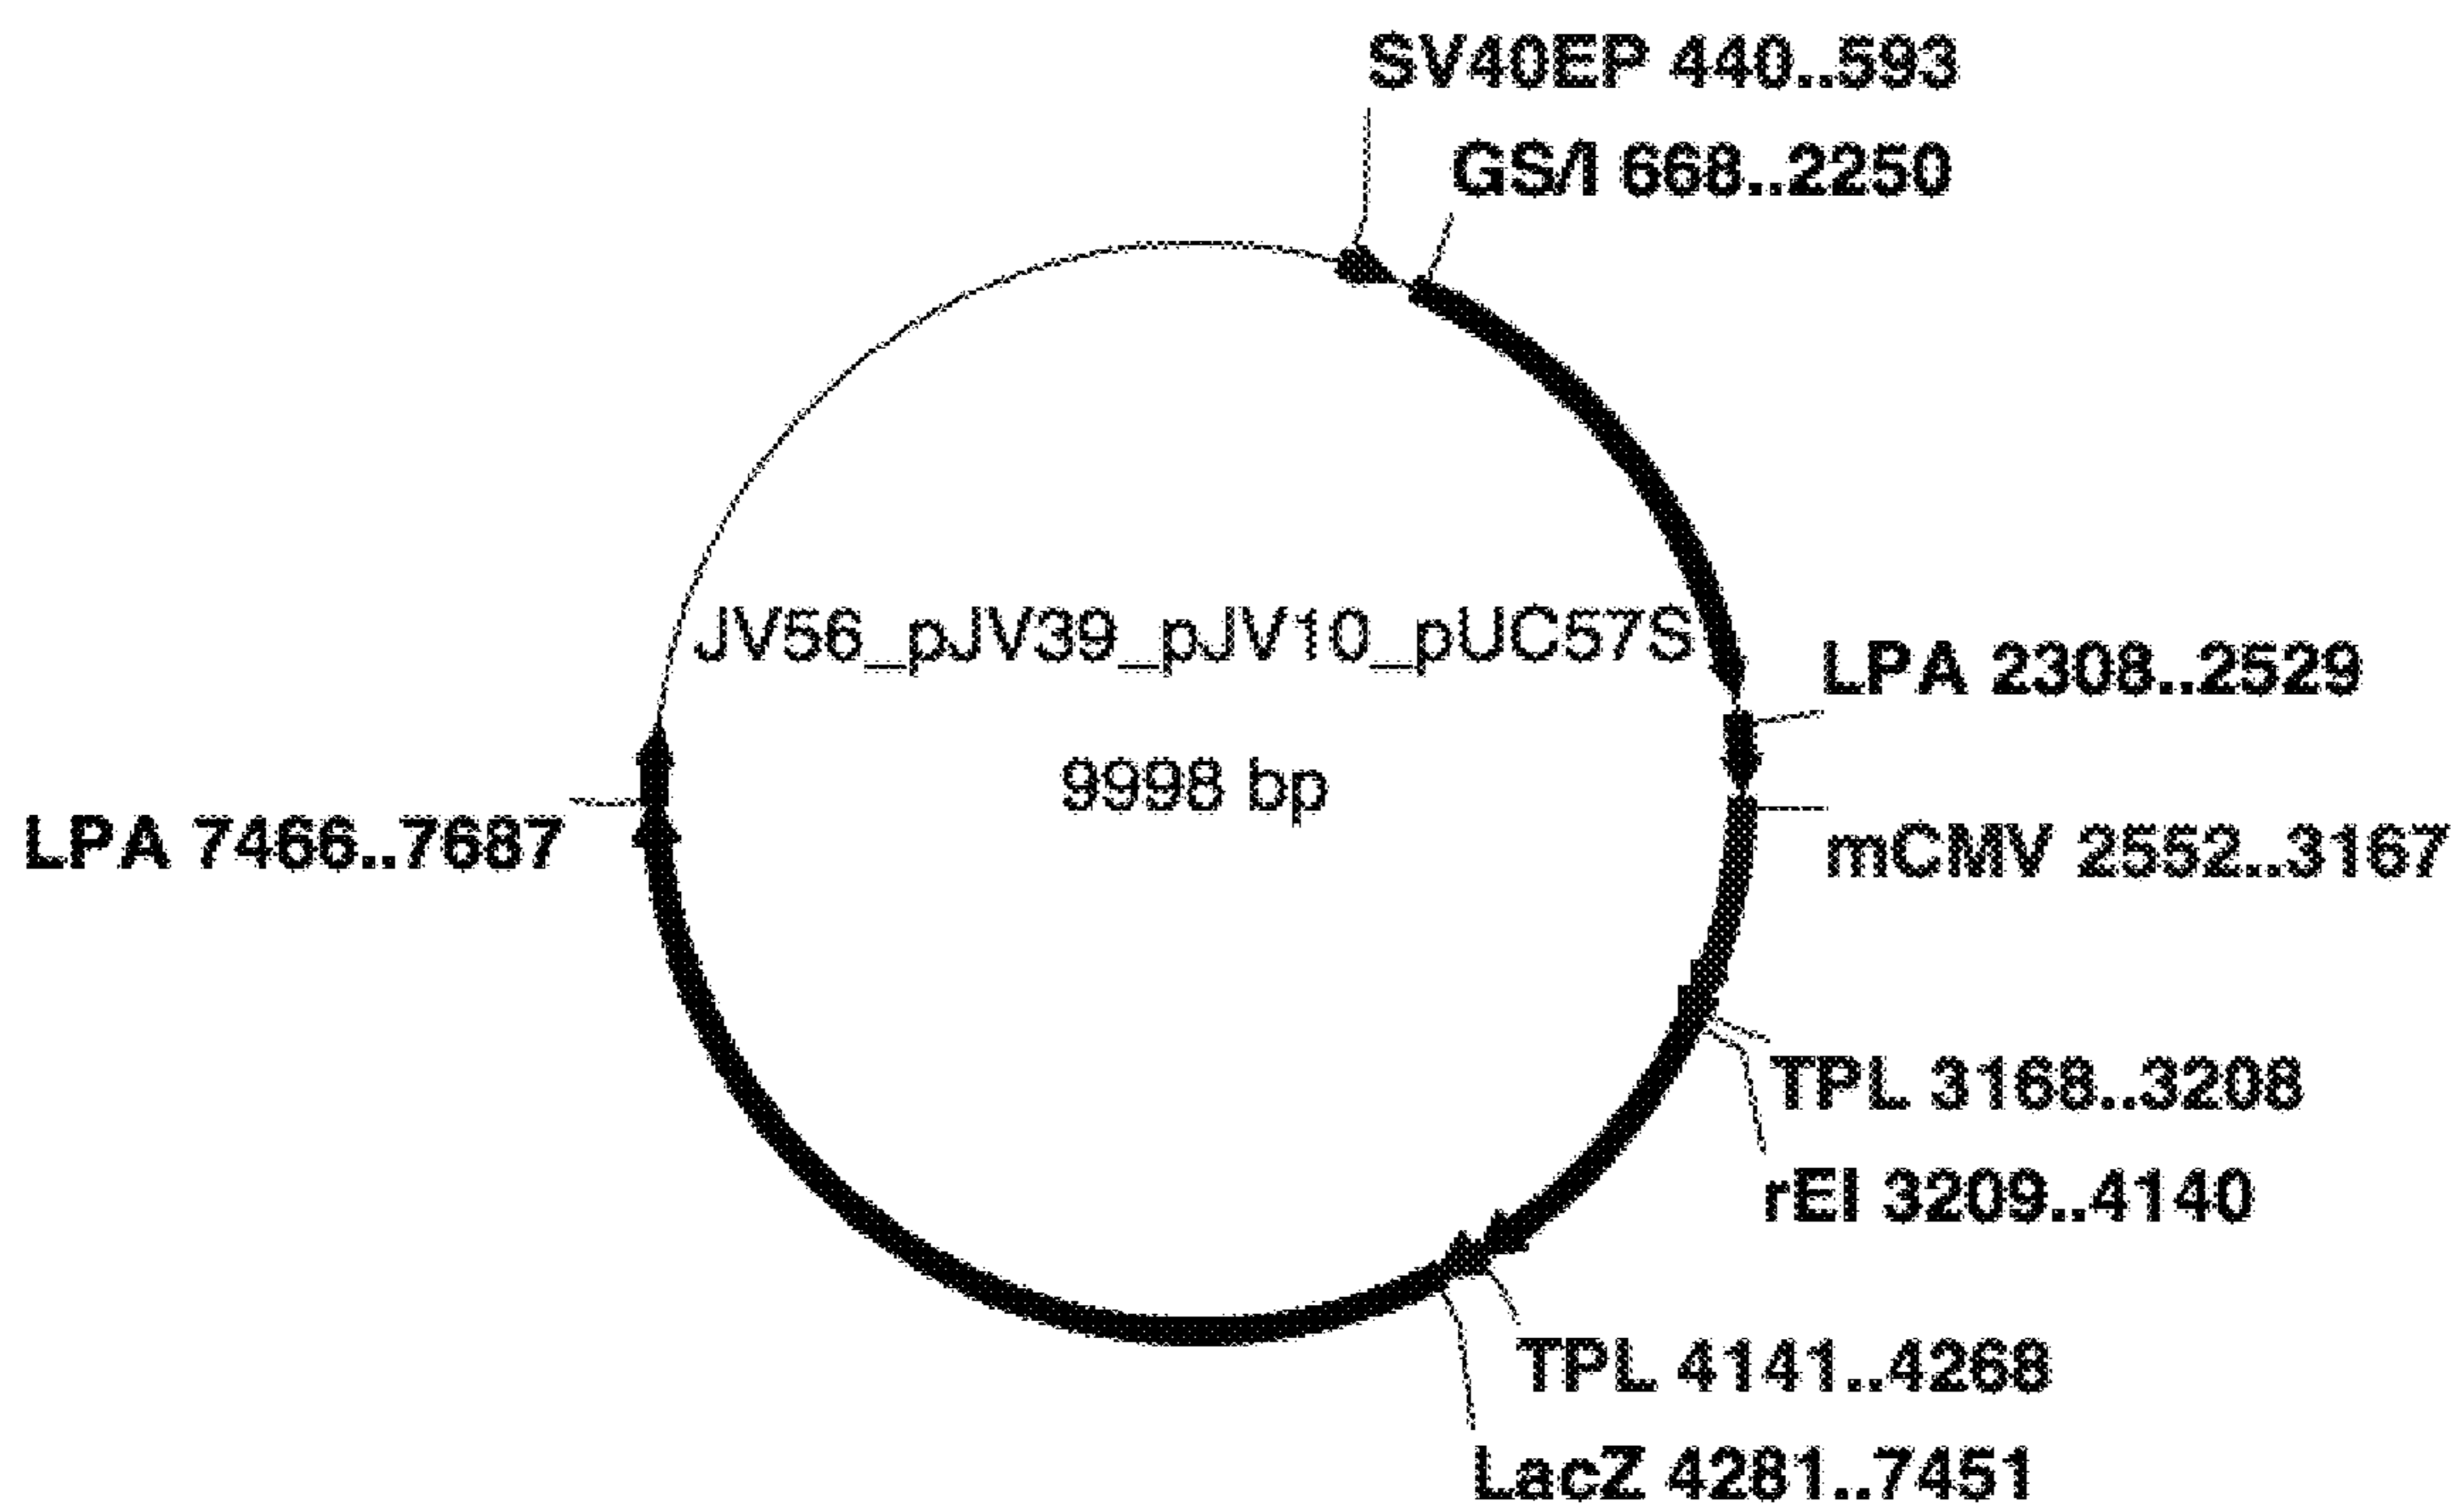 SV40EP 440..593
GS/I 668..2250
JV56_pJV39_pJV10_pUC57S
LPA 2308..2529
9998 bp
LPA 7466..7687
mCMV 2552..3167
TPL 3168..3208
rEI 3209..4140
TPL 4141..4268
LacZ 4281..7451